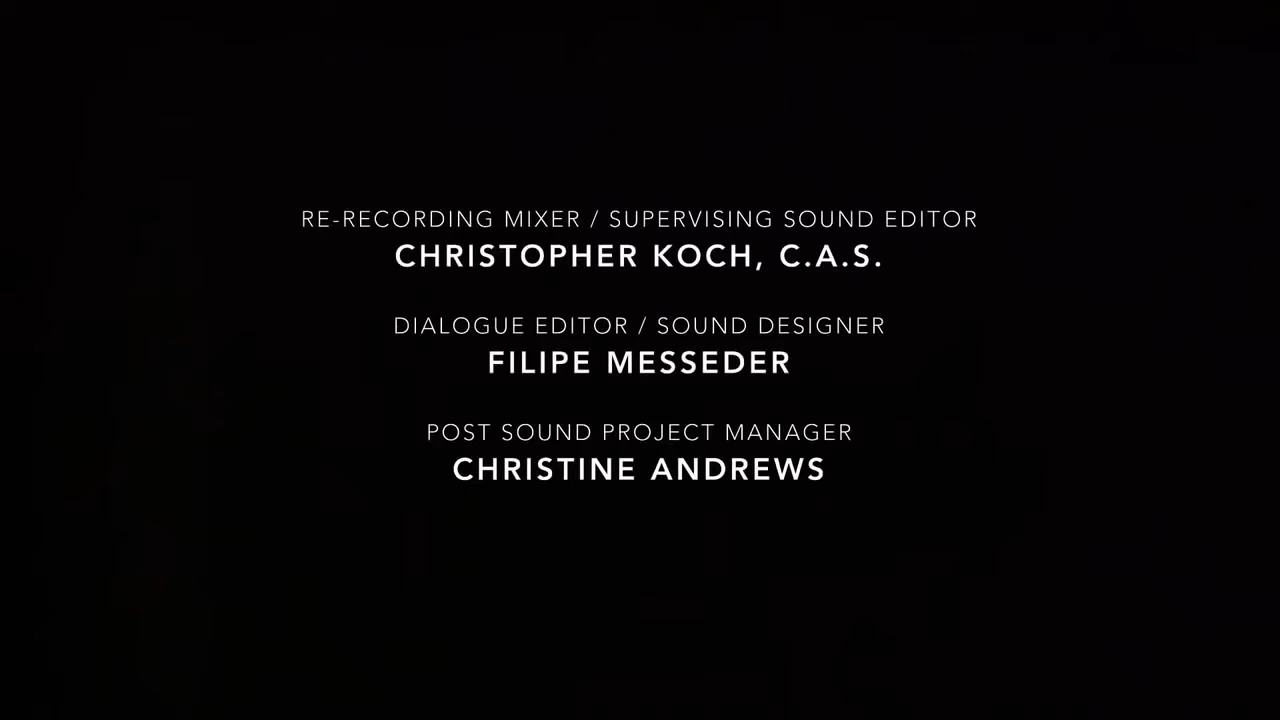 RE-RECORDING MIXER / SUPERVISING SOUND EDITOR
CHRISTOPHER KOCH, C.A.S.
DIALOGUE EDITOR / SOUND DESIGNER
FILIPE MESSEDER
POST SOUND PROJECT MANAGER
CHRISTINE ANDREWS